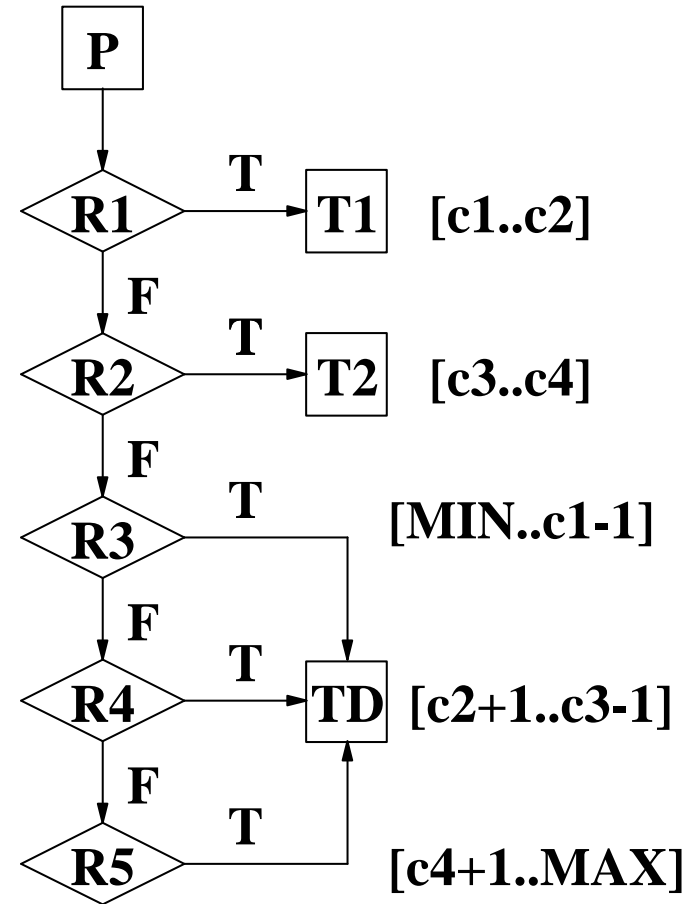 P
T
R1 T1 [c1..c2]
F
T
R2 T2 [c3..c4]
F
T [MIN..c1-1]
R3
F
T
R4 TD [c2+1..c3-1]
F
T
R5 [c4+1..MAX]